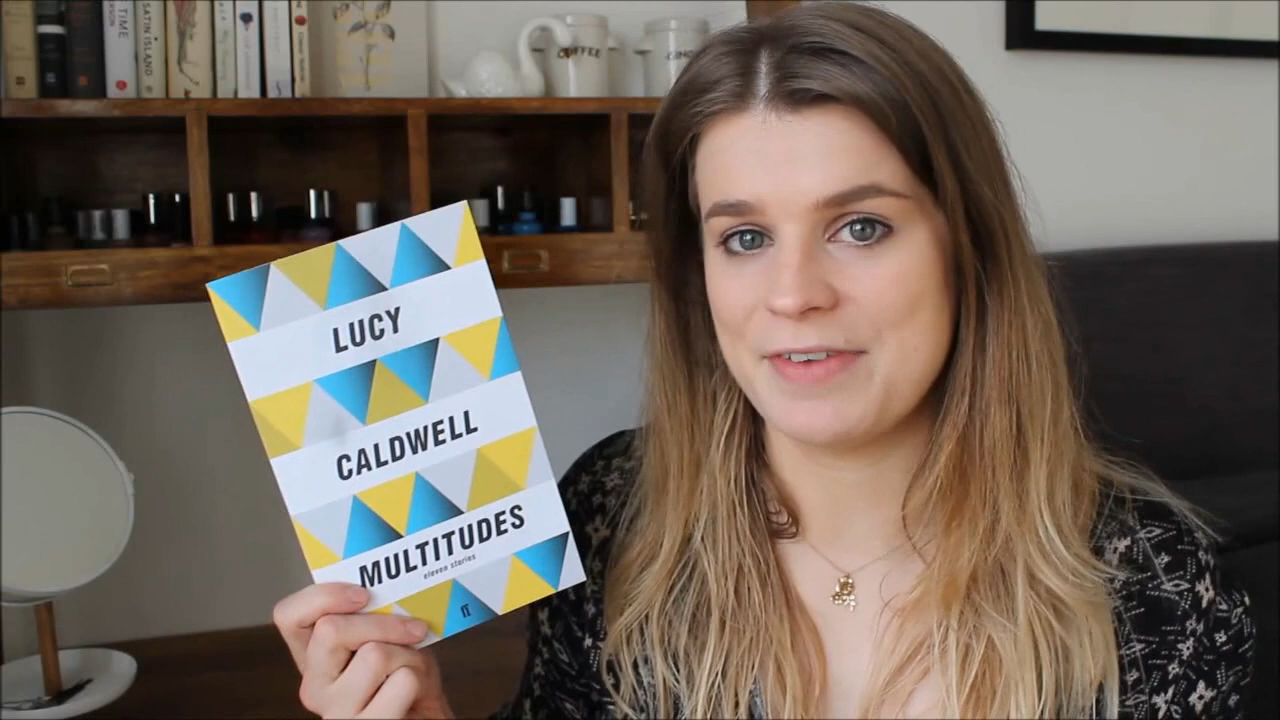 TIME
SATIN ISLAND
COFFEE
LUCY
CALDWELL
MULTITUDES
eleven stories
ff